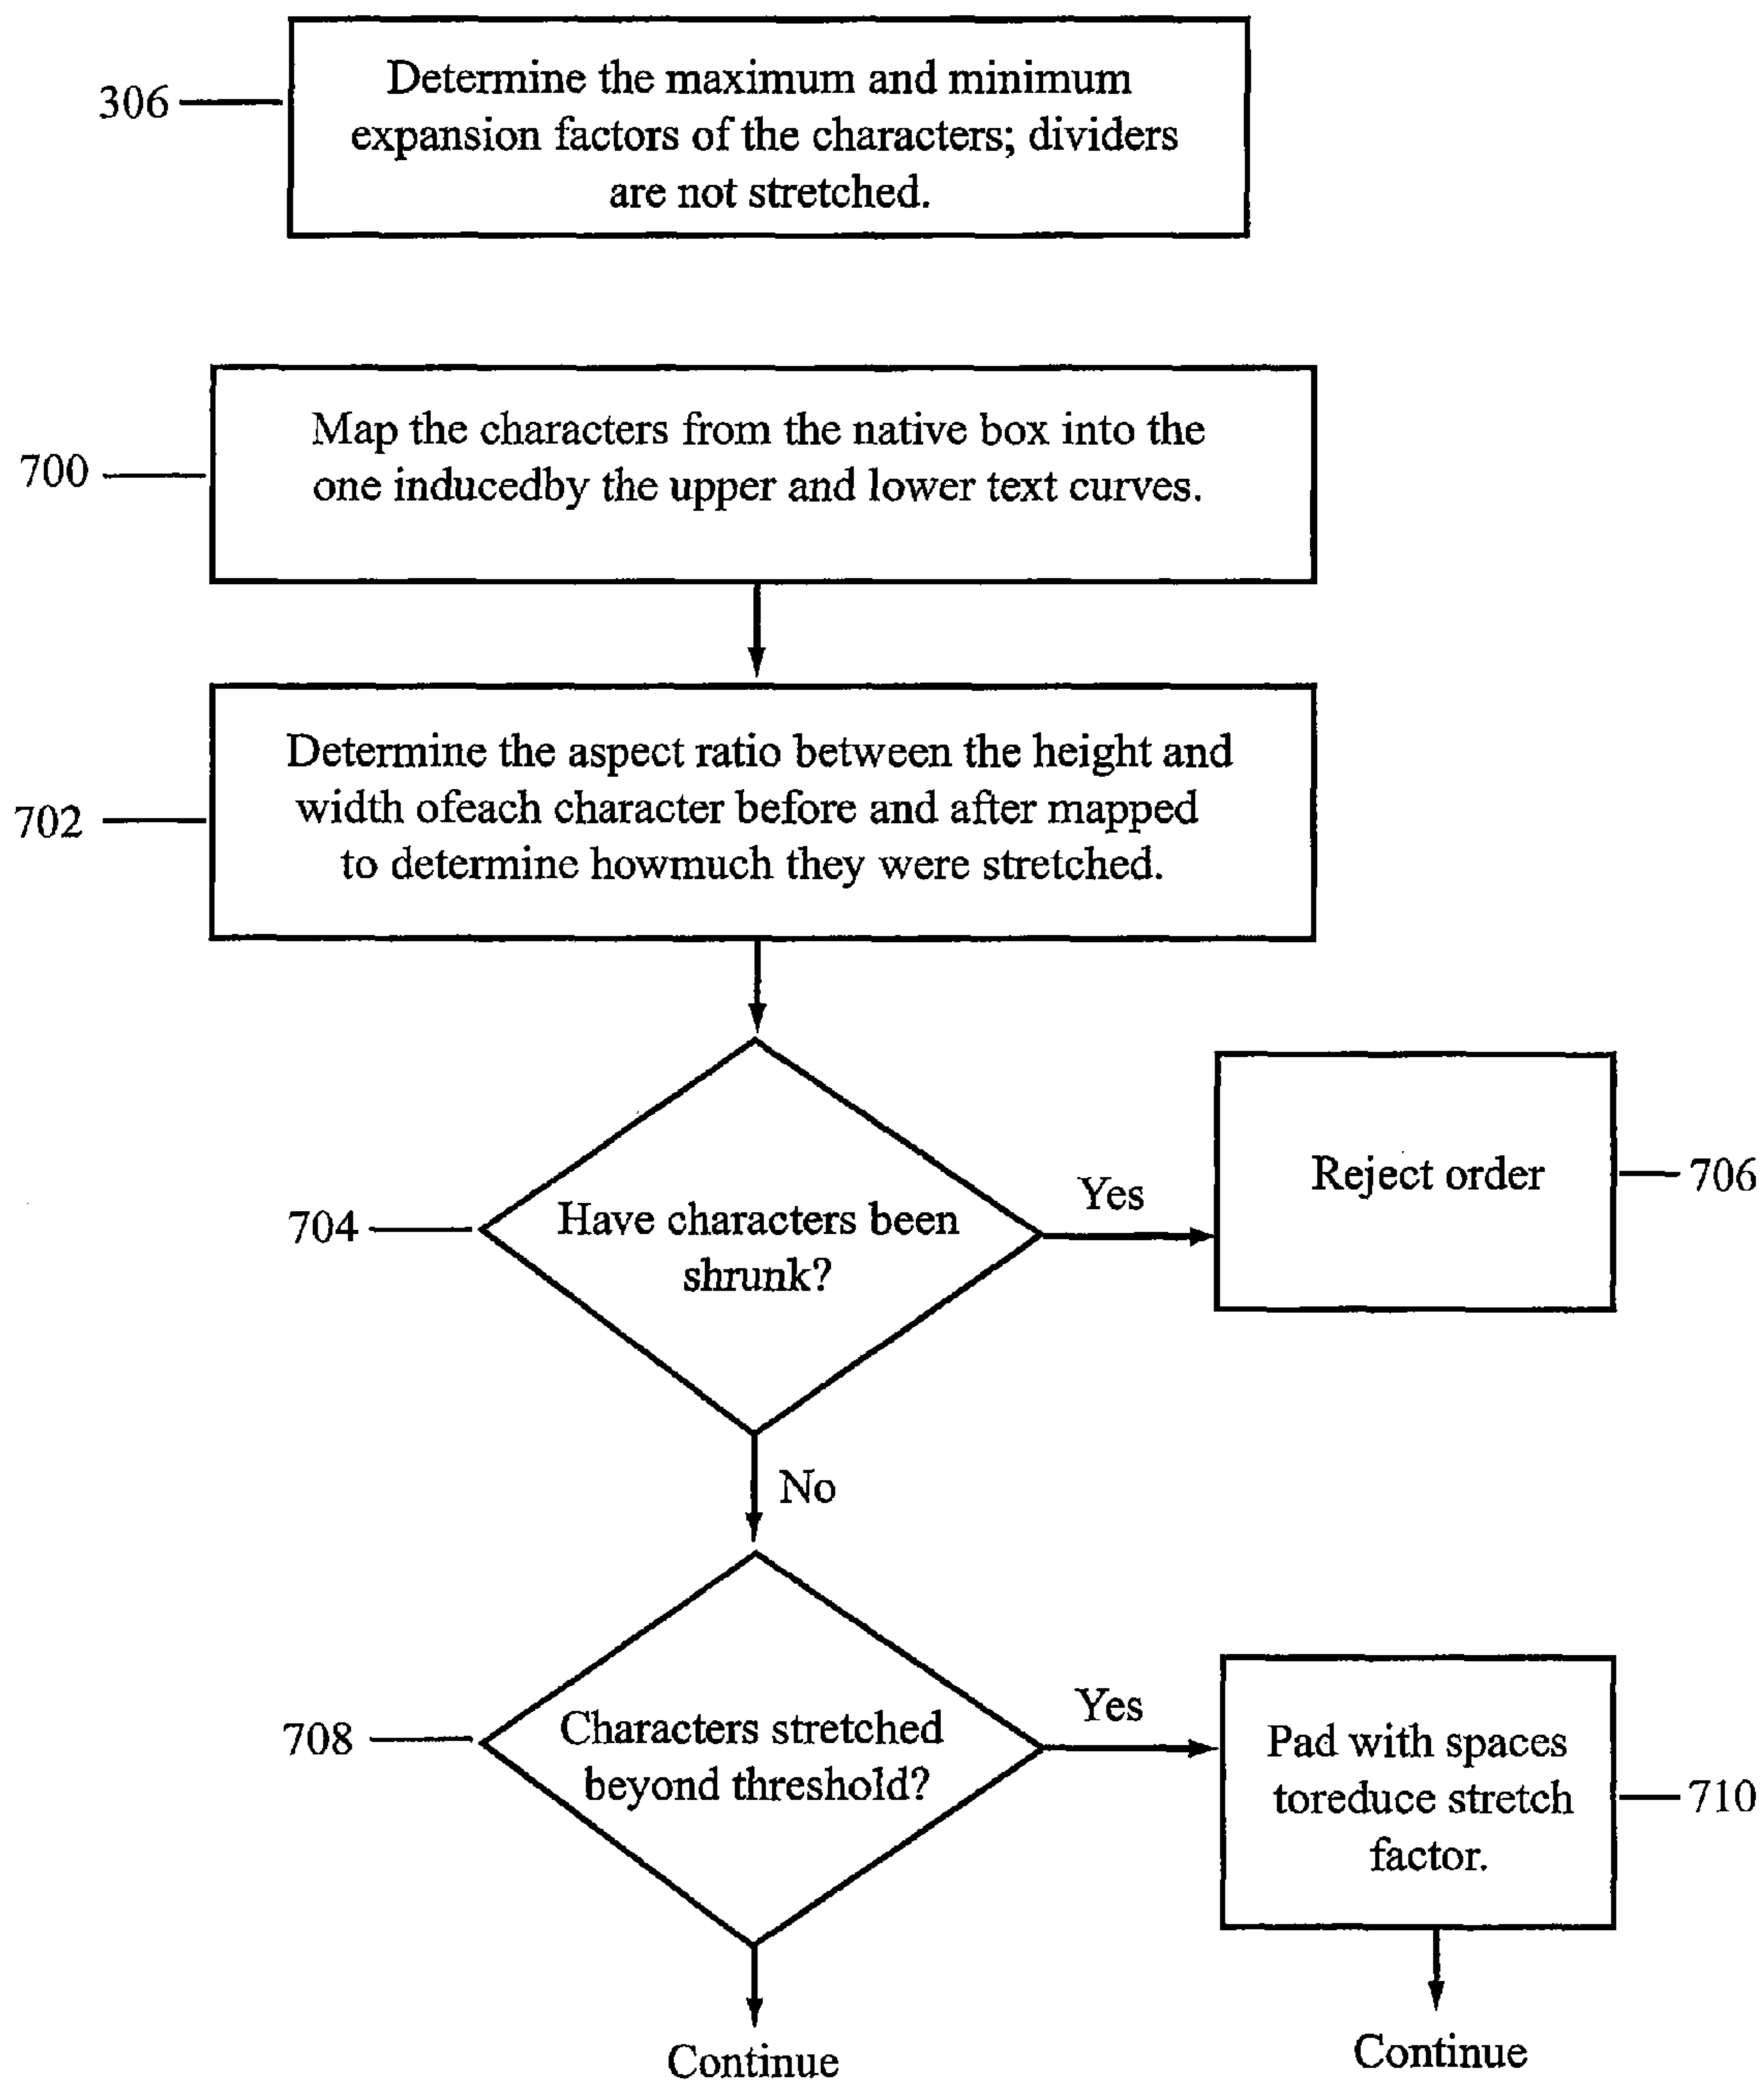 Determine the maximum and minimum
306
expansion factors of the characters; dividers
are not stretched.
Map the characters from the native box into the
700
one inducedby the upper and lower text curves.
Determine the aspect ratio between the height and
702
width ofeach character before and after mapped
to determine howmuch they were stretched.
Reject order
706
Yes
704
Have characters been
shrunk?
No
Yes
708
Characters stretched
beyond threshold?
Pad with spaces
toreduce stretch
710
factor.
Continue
Continue